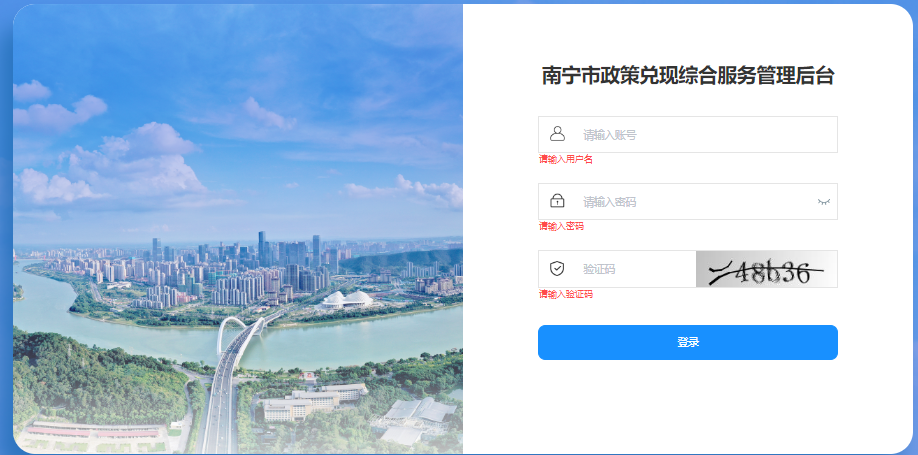 南宁市政策兑现综合服务管理后台
请输入账号
请输入用户名
请输入密码
请输入密码
验证码
请输入验证码
登录